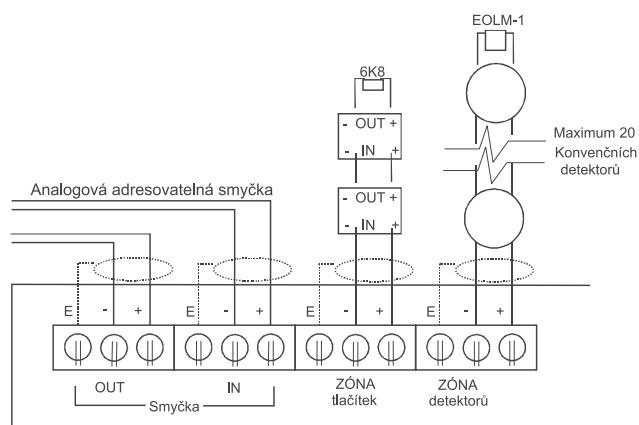 EOLM-1
6K8
- OUT +
- IN +
Maximum 20
Konvenčních
detektorů
Analogová adresovatelná smyčka
- OUT +
- IN +
E - + E - + E - + E - +
OUT IN ZÓNA tlačítek ZÓNA detektorů
Smyčka